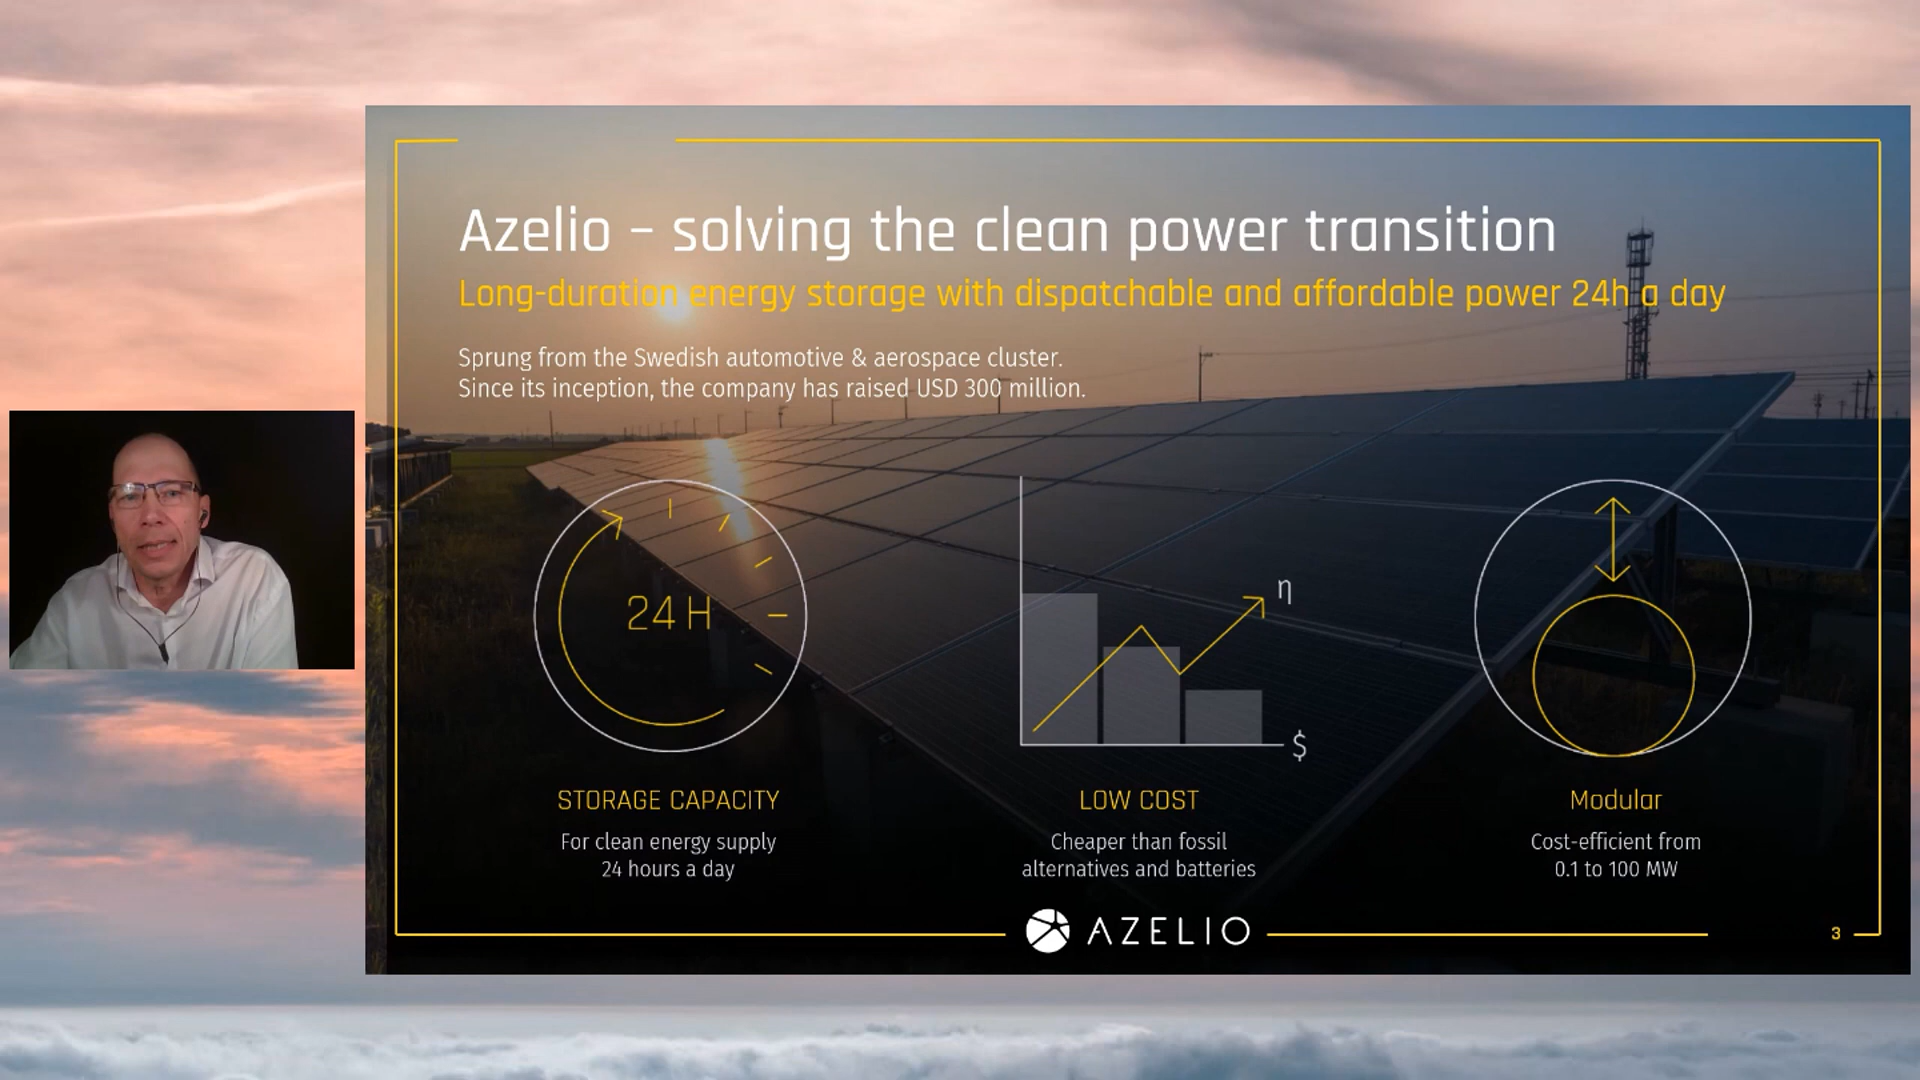 Azelio – solving the clean power transition
Long-duration energy storage with dispatchable and affordable power 24h a day
Sprung from the Swedish automotive & aerospace cluster.
Since its inception, the company has raised USD 300 million.
24 H
η
$
STORAGE CAPACITY
For clean energy supply
24 hours a day
LOW COST
Cheaper than fossil
alternatives and batteries
Modular
Cost-efficient from
0.1 to 100 MW
AZELIO
3